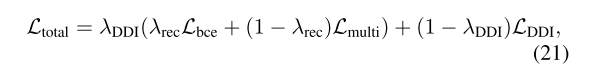 ℒ_total = λ_DDI(λ_rec ℒ_bce + (1 − λ_rec)ℒ_multi) + (1 − λ_DDI)ℒ_DDI,
(21)